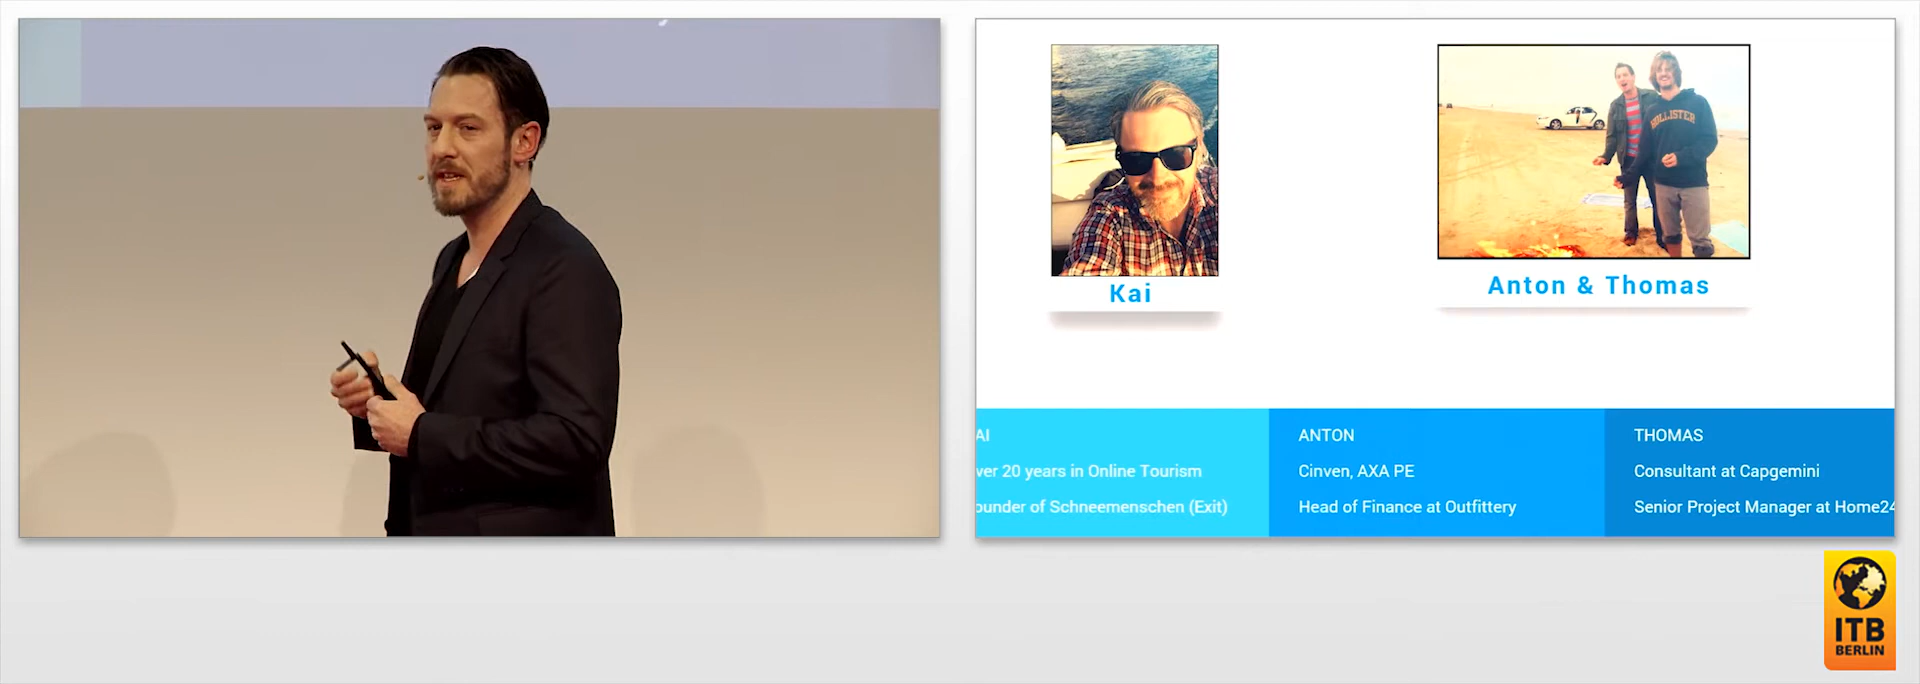 HOLLISTER
Kai
Anton & Thomas
AI
ver 20 years in Online Tourism
ounder of Schneemenschen (Exit)
ANTON
Cinven, AXA PE
Head of Finance at Outfittery
THOMAS
Consultant at Capgemini
Senior Project Manager at Home24
ITB
BERLIN